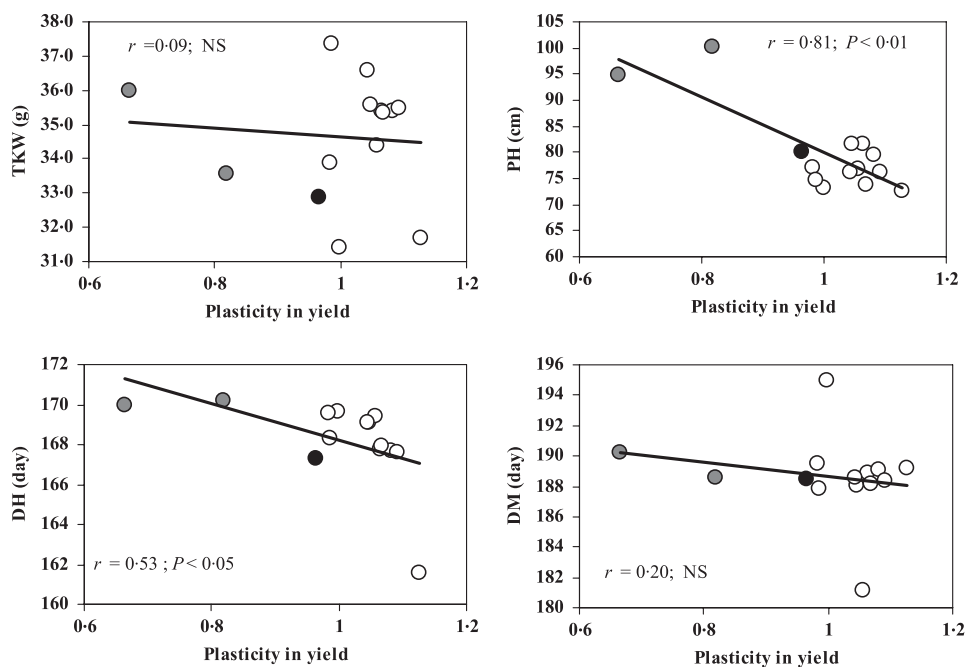 38·0
37·0
36·0
35·0
34·0
33·0
32·0
31·0
TKW (g)
r =0·09; NS
0·6 0·8 1 1·2
Plasticity in yield
105
100
95
90
85
80
75
70
65
60
PH (cm)
r = 0·81; P < 0·01
0·6 0·8 1 1·2
Plasticity in yield
172
170
168
166
164
162
160
DH (day)
r = 0·53 ; P < 0·05
0·6 0·8 1 1·2
Plasticity in yield
196
194
192
190
188
186
184
182
180
DM (day)
r = 0·20; NS
0·6 0·8 1 1·2
Plasticity in yield